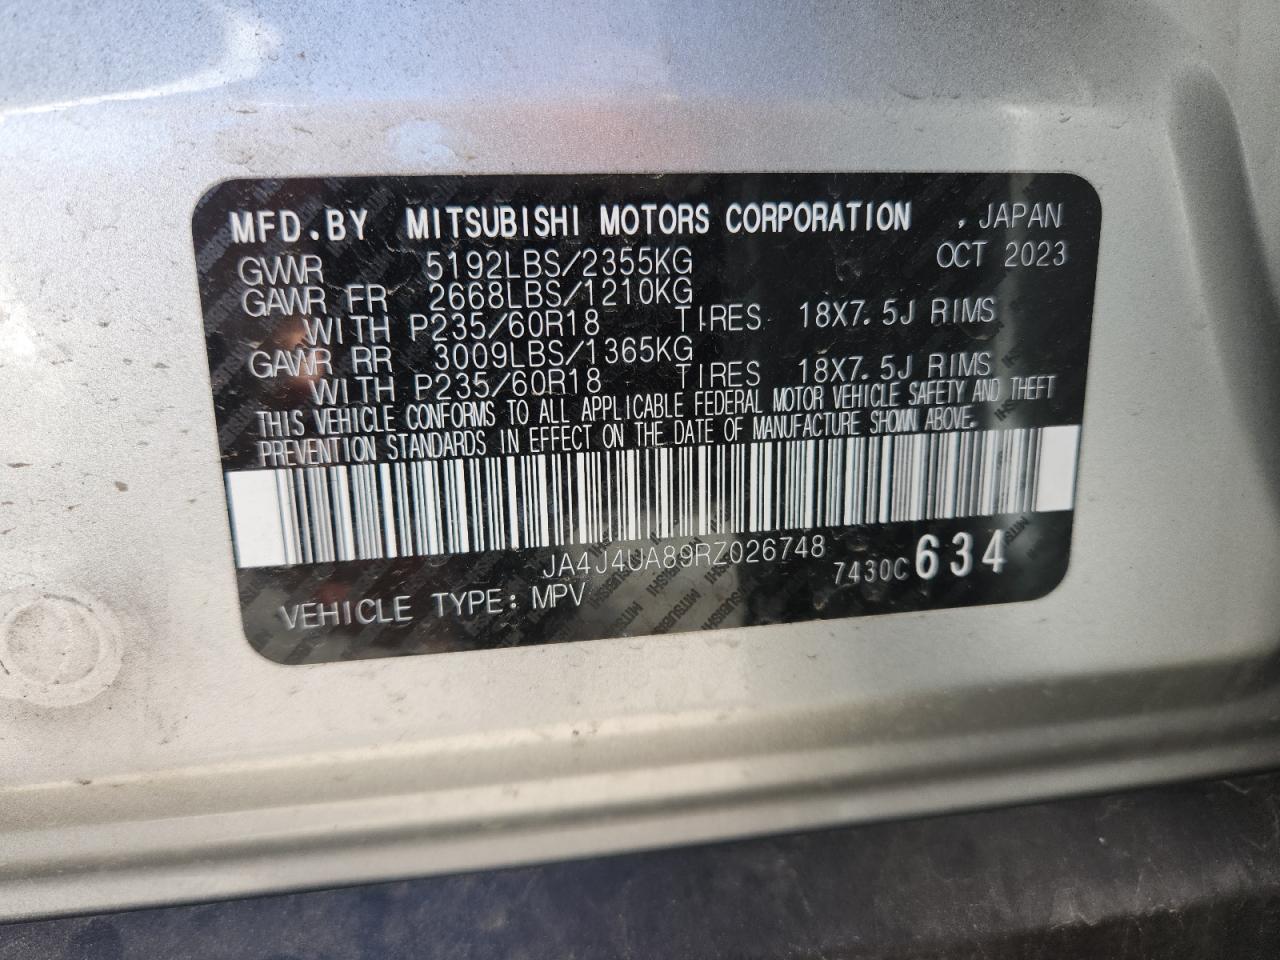 MFD.BY MITSUBISHI MOTORS CORPORATION , JAPAN
GVWR 5192LBS/2355KG OCT 2023
GAWR FR 2668LBS/1210KG
WITH P235/60R18 TIRES 18X7.5J RIMS
GAWR RR 3009LBS/1365KG
WITH P235/60R18 TIRES 18X7.5J RIMS
THIS VEHICLE CONFORMS TO ALL APPLICABLE FEDERAL MOTOR VEHICLE SAFETY AND THEFT
PREVENTION STANDARDS IN EFFECT ON THE DATE OF MANUFACTURE SHOWN ABOVE.
JA4J4UA89RZ026748 7430C 634
VEHICLE TYPE: MPV